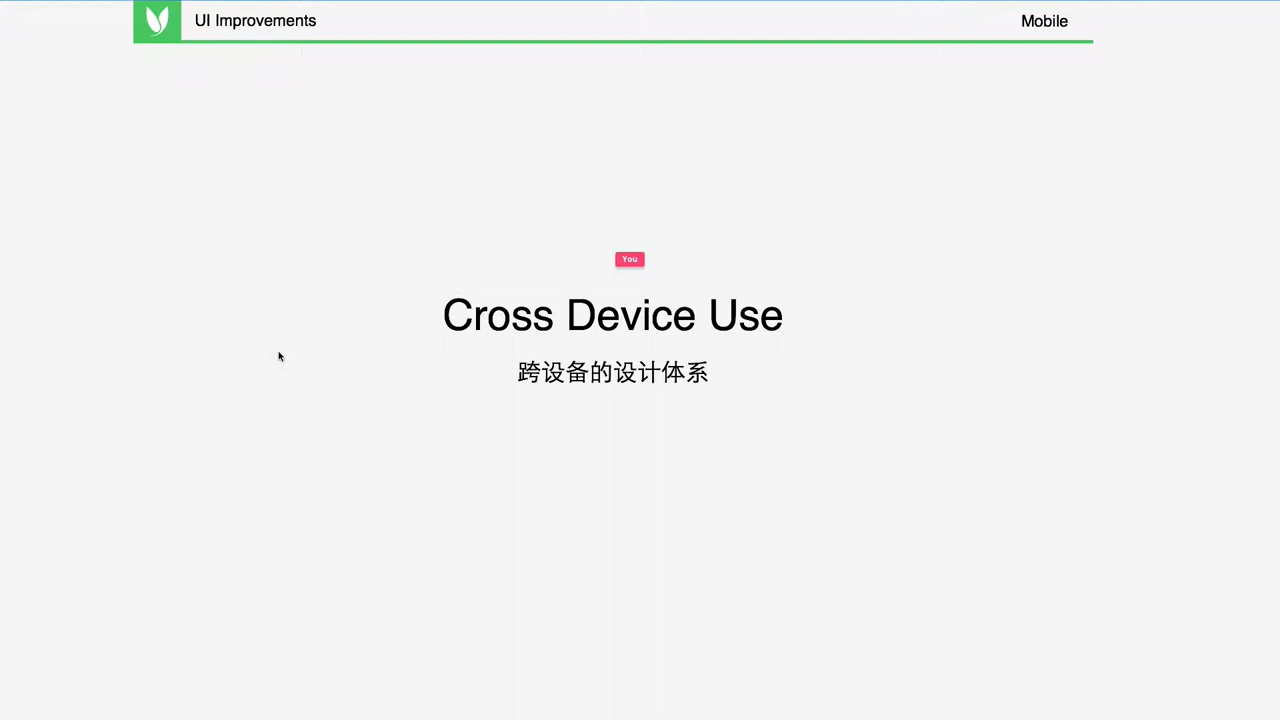 UI Improvements
Mobile
You
Cross Device Use
跨设备的设计体系